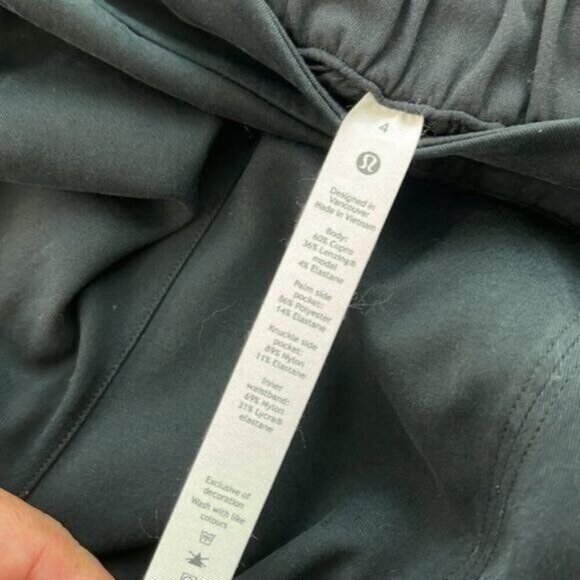 4
Designed in
Vancouver
Made in Vietnam
Body:
60% Cupro
36% Lenzing®
model
4% Elastane
Palm side
pocket:
86% Polyester
14% Elastane
Knuckle side
pocket:
89% Nylon
11% Elastane
Inner
waistband:
69% Nylon
31% Lycra®
elastane
Exclusive of
decoration
Wash with like
colours